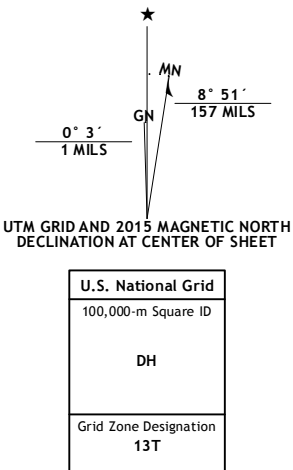 ★
MN
8° 51´
157 MILS
GN
0° 3´
1 MILS
UTM GRID AND 2015 MAGNETIC NORTH
DECLINATION AT CENTER OF SHEET
U.S. National Grid
100,000-m Square ID
DH
Grid Zone Designation
13T